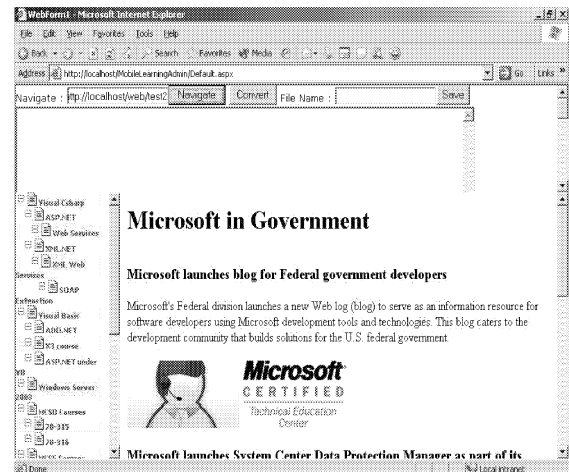 WebForm1 - Microsoft Internet Explorer
File Edit View Favorites Tools Help
Back Search Favorites Media
Address http://localhost/MobileLearningAdmin/Default.aspx Go Links »
Navigate : ttp://localhost/web/test2 Navigate Convert File Name : Save
Visual Csharp
ASP.NET
Web Services
XML.NET
XML Web
Services
SOAP
Extenstion
Visual Basic
ADO.NET
X3 course
ASP.NET under
VB
Windows Server
2003
MCSD Courses
70-315
70-316
Microsoft in Government
Microsoft launches blog for Federal government developers
Microsoft's Federal division launches a new Web log (blog) to serve as an information resource for
software developers using Microsoft development tools and technologies. This blog caters to the
development community that builds solutions for the U.S. federal government
Microsoft
CERTIFIED
Technical Education
Center
Microsoft launches System Center Data Protection Manager as part of its
Done
Local intranet